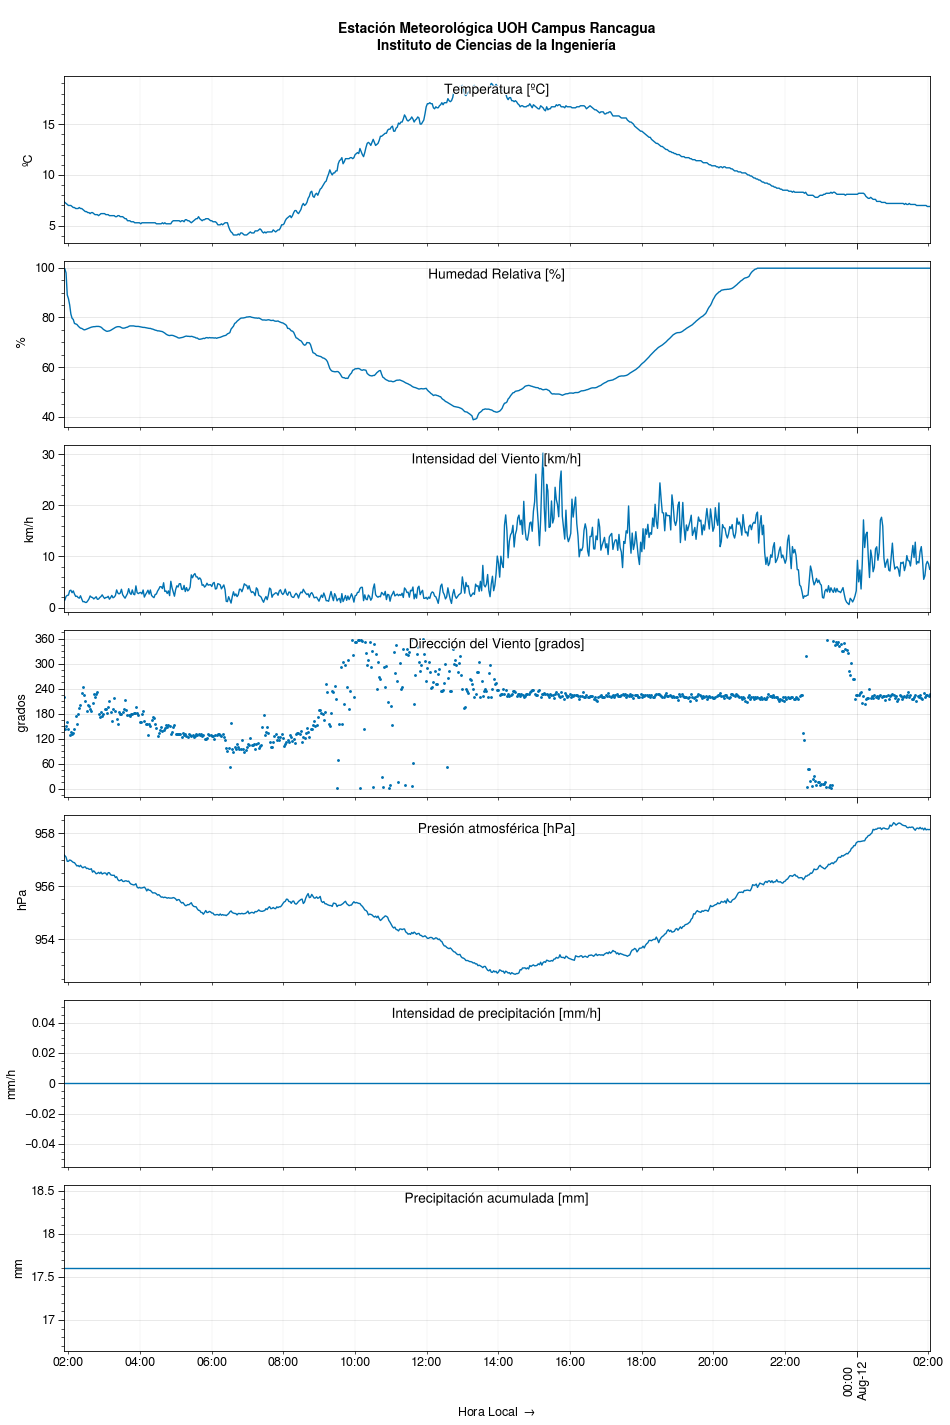 Estación Meteorológica UOH Campus Rancagua
Instituto de Ciencias de la Ingeniería
Temperatura [ºC]
15
10
5
ºC
Humedad Relativa [%]
100
80
60
40
%
Intensidad del Viento [km/h]
30
20
10
0
km/h
Dirección del Viento [grados]
360
300
240
180
120
60
0
grados
Presión atmosférica [hPa]
958
956
954
hPa
Intensidad de precipitación [mm/h]
0.04
0.02
0
−0.02
−0.04
mm/h
Precipitación acumulada [mm]
18.5
18
17.5
17
mm
02:00 04:00 06:00 08:00 10:00 12:00 14:00 16:00 18:00 20:00 22:00 00:00 02:00
Aug-12
Hora Local →